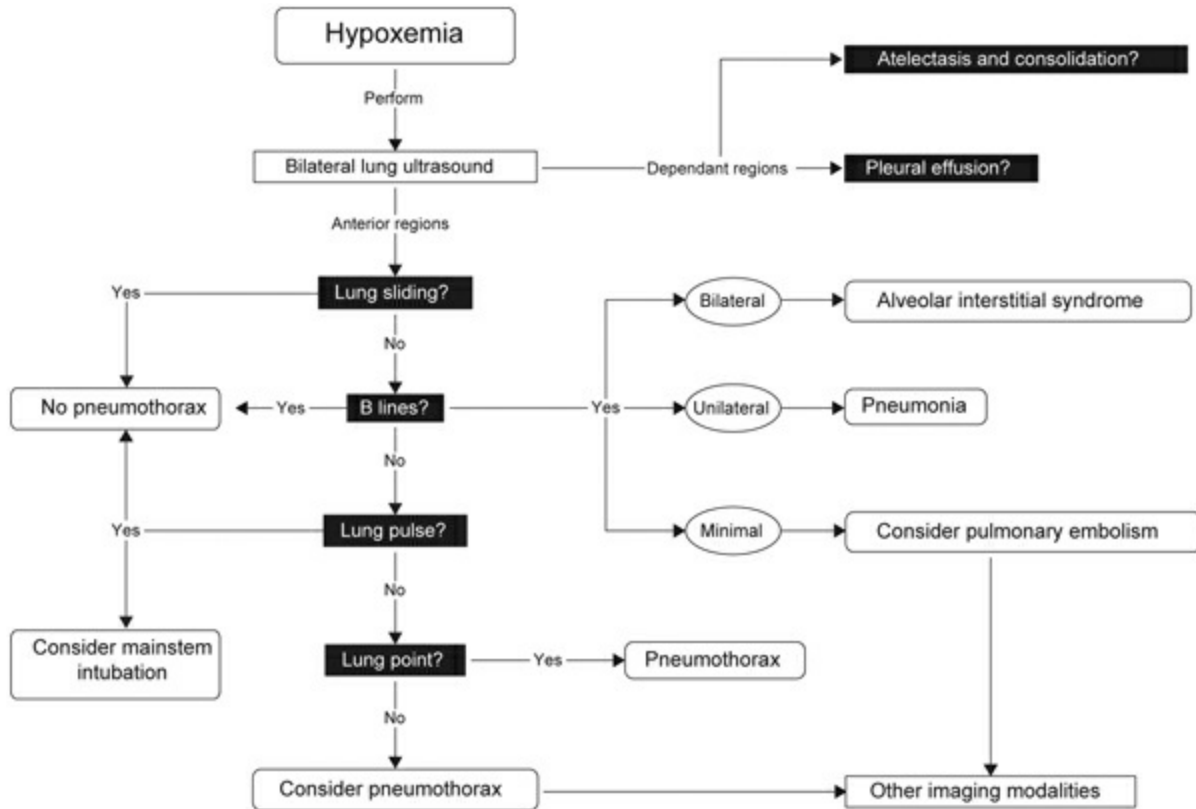 Hypoxemia
Atelectasis and consolidation?
Perform
Bilateral lung ultrasound
Dependant regions
Pleural effusion?
Anterior regions
Yes
Lung sliding?
Bilateral
Alveolar interstitial syndrome
No
No pneumothorax
Yes
B lines?
Yes
Unilateral
Pneumonia
No
Yes
Lung pulse?
Minimal
Consider pulmonary embolism
No
Consider mainstem
intubation
Lung point?
Yes
Pneumothorax
No
Consider pneumothorax
Other imaging modalities